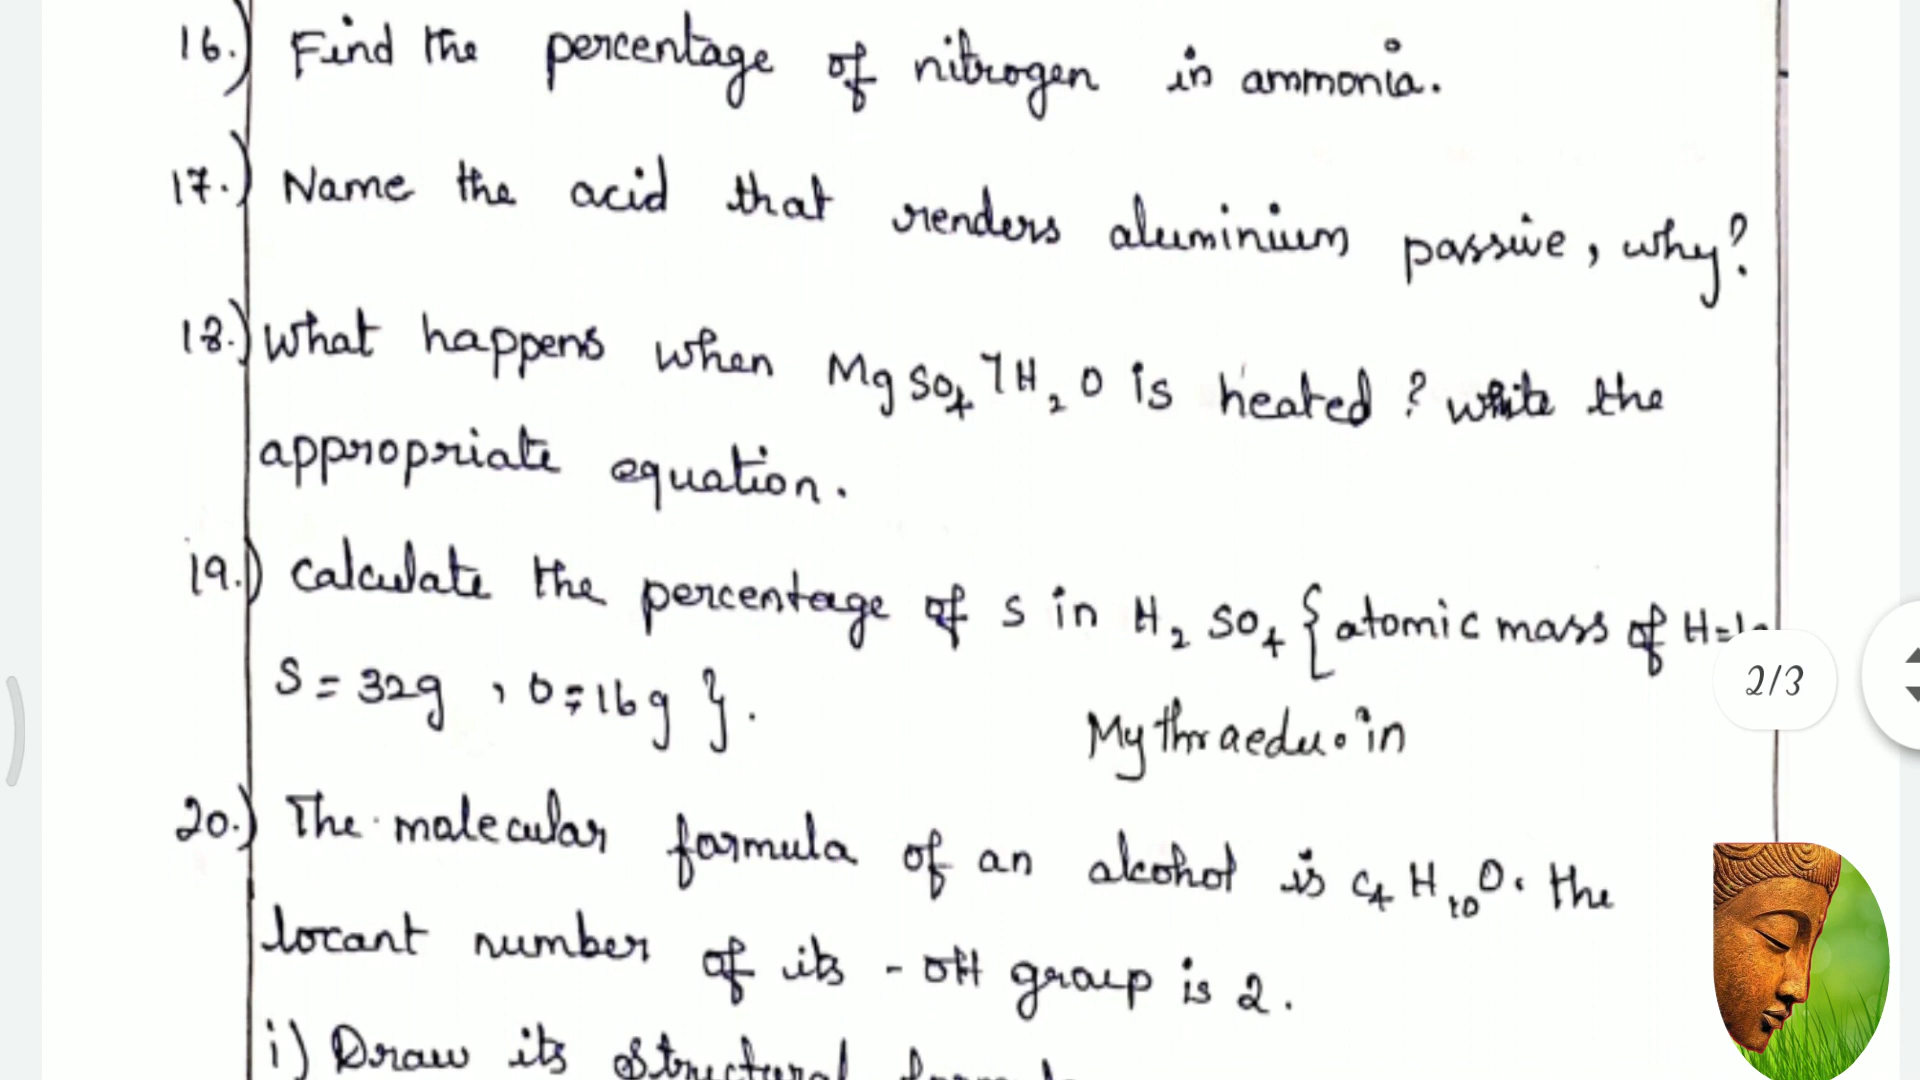 16.) Find the percentage of nitrogen in ammonia.
17.) Name the acid that renders aluminium passive, why?
18.) What happens when MgSO4 7H2O is heated? write the
appropriate equation.
19.) Calculate the percentage of S in H2SO4 {atomic mass of H=1g
S = 32g , O = 16g }.
2/3
Mythraedu.in
20.) The molecular formula of an alcohol is C4H10O. the
locant number of its - OH group is 2.
i) Draw its structural